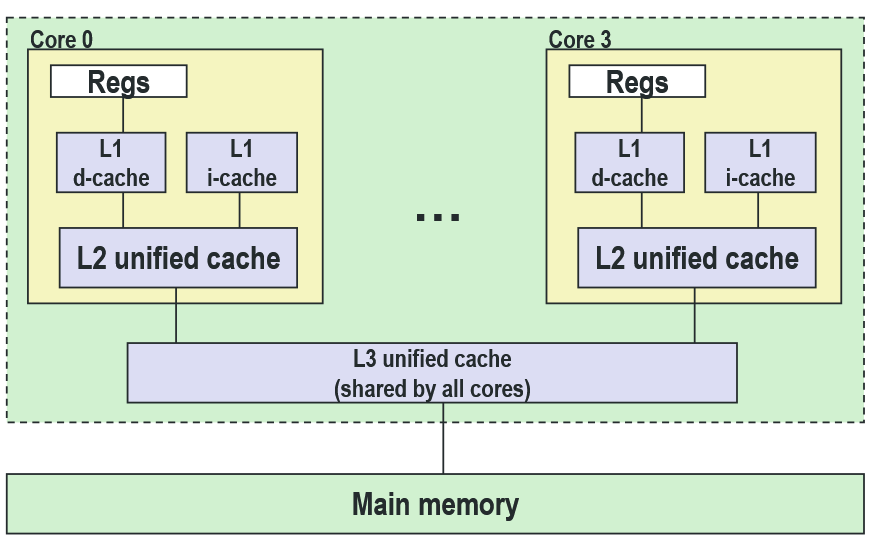 Core 0
Core 3
Regs
Regs
L1
d-cache
L1
i-cache
L1
d-cache
L1
i-cache
...
L2 unified cache
L2 unified cache
L3 unified cache
(shared by all cores)
Main memory